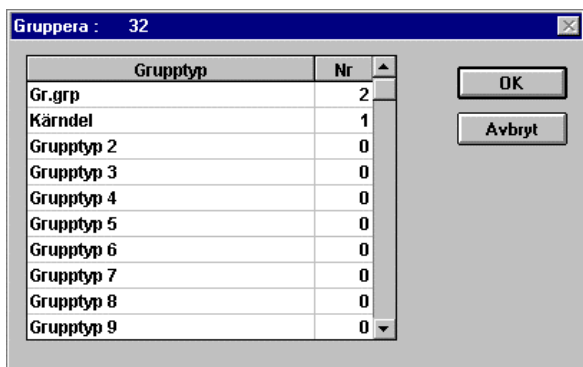 Gruppera :    32
Grupptyp Nr
Gr.grp 2
Kärndel 1
Grupptyp 2 0
Grupptyp 3 0
Grupptyp 4 0
Grupptyp 5 0
Grupptyp 6 0
Grupptyp 7 0
Grupptyp 8 0
Grupptyp 9 0
OK
Avbryt